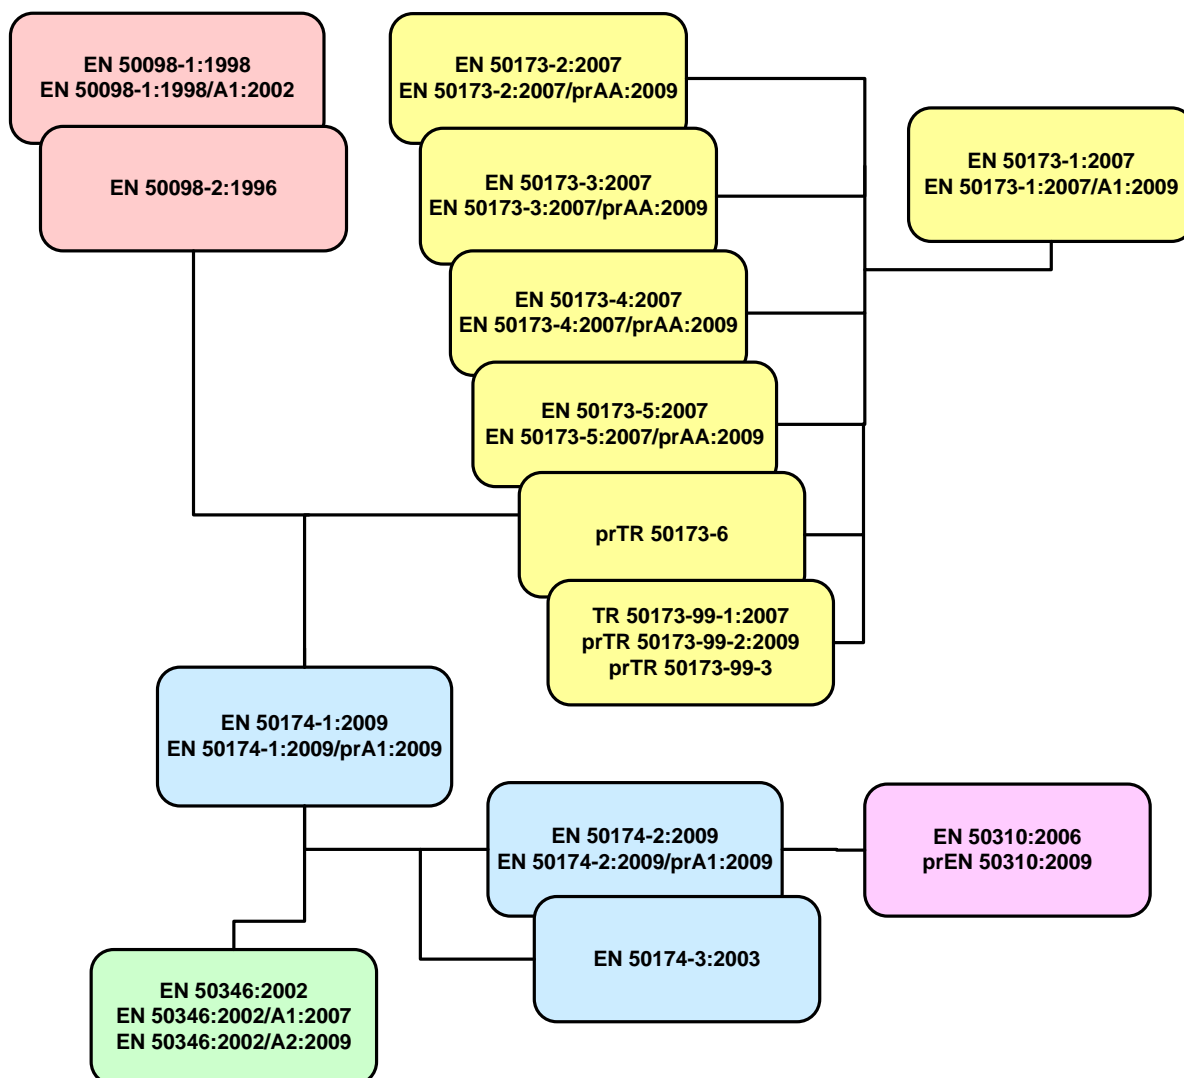 EN 50098-1:1998
EN 50098-1:1998/A1:2002
EN 50098-2:1996
EN 50173-2:2007
EN 50173-2:2007/prAA:2009
EN 50173-3:2007
EN 50173-3:2007/prAA:2009
EN 50173-4:2007
EN 50173-4:2007/prAA:2009
EN 50173-5:2007
EN 50173-5:2007/prAA:2009
prTR 50173-6
TR 50173-99-1:2007
prTR 50173-99-2:2009
prTR 50173-99-3
EN 50173-1:2007
EN 50173-1:2007/A1:2009
EN 50174-1:2009
EN 50174-1:2009/prA1:2009
EN 50174-2:2009
EN 50174-2:2009/prA1:2009
EN 50310:2006
prEN 50310:2009
EN 50174-3:2003
EN 50346:2002
EN 50346:2002/A1:2007
EN 50346:2002/A2:2009